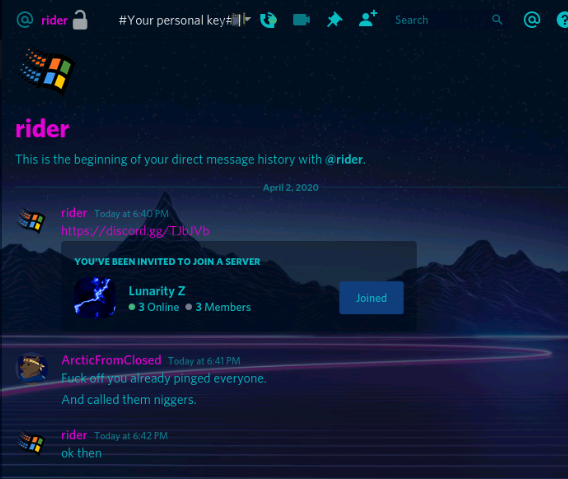 rider
#Your personal key#
Search
rider
This is the beginning of your direct message history with @rider.
April 2, 2020
rider Today at 6:40 PM
https://discord.gg/TJbJVb
YOU'VE BEEN INVITED TO JOIN A SERVER
Lunarity Z
3 Online 3 Members
Joined
ArcticFromClosed Today at 6:41 PM
Fuck off you already pinged everyone.
And called them niggers.
rider Today at 6:42 PM
ok then